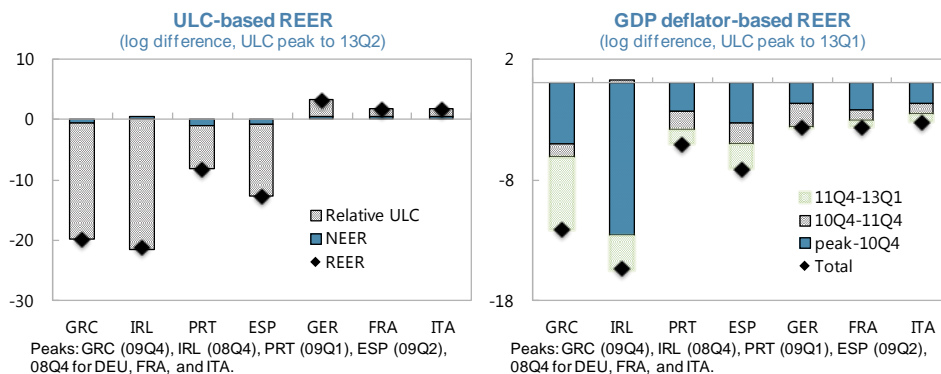 ULC-based REER
(log difference, ULC peak to 13Q2)
10
0
-10
-20
-30
Relative ULC
NEER
REER
GRC IRL PRT ESP GER FRA ITA
Peaks: GRC (09Q4), IRL (08Q4), PRT (09Q1), ESP (09Q2),
08Q4 for DEU, FRA, and ITA.
GDP deflator-based REER
(log difference, ULC peak to 13Q1)
2
-8
-18
11Q4-13Q1
10Q4-11Q4
peak-10Q4
Total
GRC IRL PRT ESP GER FRA ITA
Peaks: GRC (09Q4), IRL (08Q4), PRT (09Q1), ESP (09Q2),
08Q4 for DEU, FRA, and ITA.